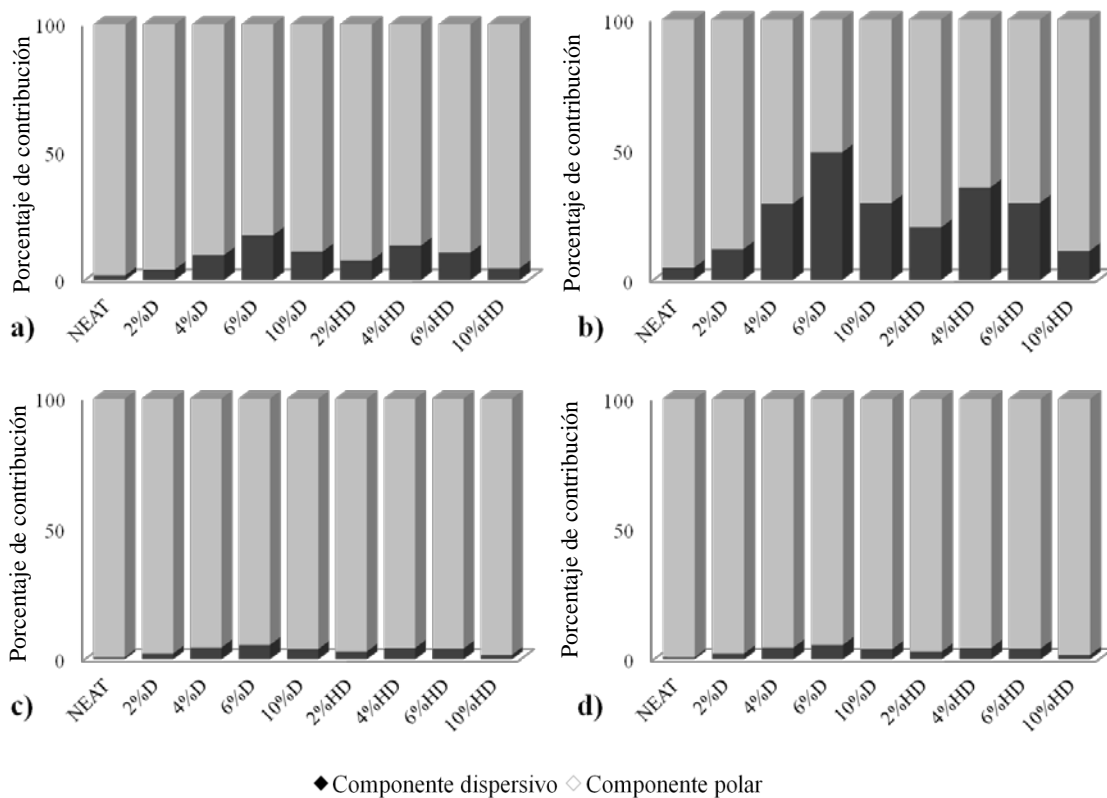 Porcentaje de contribución
100
50
0
NEAT
2%D
4%D
6%D
10%D
2%HD
4%HD
6%HD
10%HD
a)
Porcentaje de contribución
100
50
0
NEAT
2%D
4%D
6%D
10%D
2%HD
4%HD
6%HD
10%HD
b)
Porcentaje de contribución
100
50
0
NEAT
2%D
4%D
6%D
10%D
2%HD
4%HD
6%HD
10%HD
c)
Porcentaje de contribución
100
50
0
NEAT
2%D
4%D
6%D
10%D
2%HD
4%HD
6%HD
10%HD
d)
Componente dispersivo Componente polar